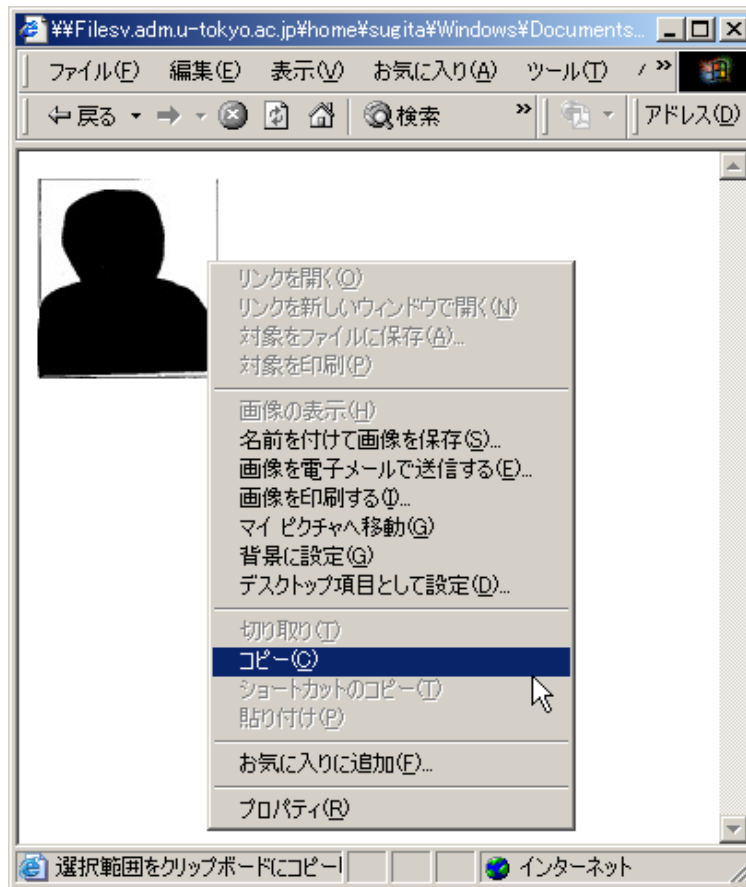 ¥¥Filesv.adm.u-tokyo.ac.jp¥home¥sugita¥Windows¥Documents...
ファイル(F) 編集(E) 表示(V) お気に入り(A) ツール(T) »
戻る 検索 » アドレス(D)
リンクを開く(O)
リンクを新しいウィンドウで開く(N)
対象をファイルに保存(A)...
対象を印刷(P)
画像の表示(H)
名前を付けて画像を保存(S)...
画像を電子メールで送信する(E)...
画像を印刷する(I)...
マイ ピクチャへ移動(G)
背景に設定(G)
デスクトップ項目として設定(D)...
切り取り(T)
コピー(C)
ショートカットのコピー(T)
貼り付け(P)
お気に入りに追加(F)...
プロパティ(R)
選択範囲をクリップボードにコピー インターネット